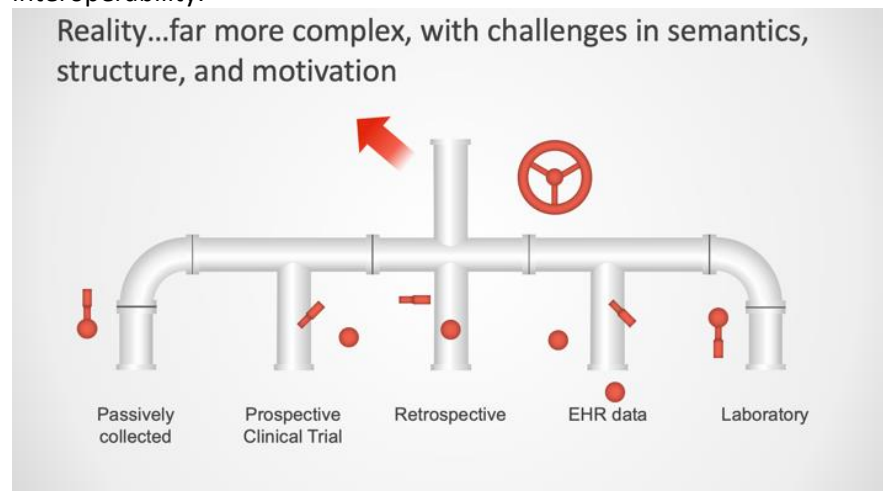 interoperability.
Reality...far more complex, with challenges in semantics,
structure, and motivation
Passively
collected
Prospective
Clinical Trial
Retrospective
EHR data
Laboratory